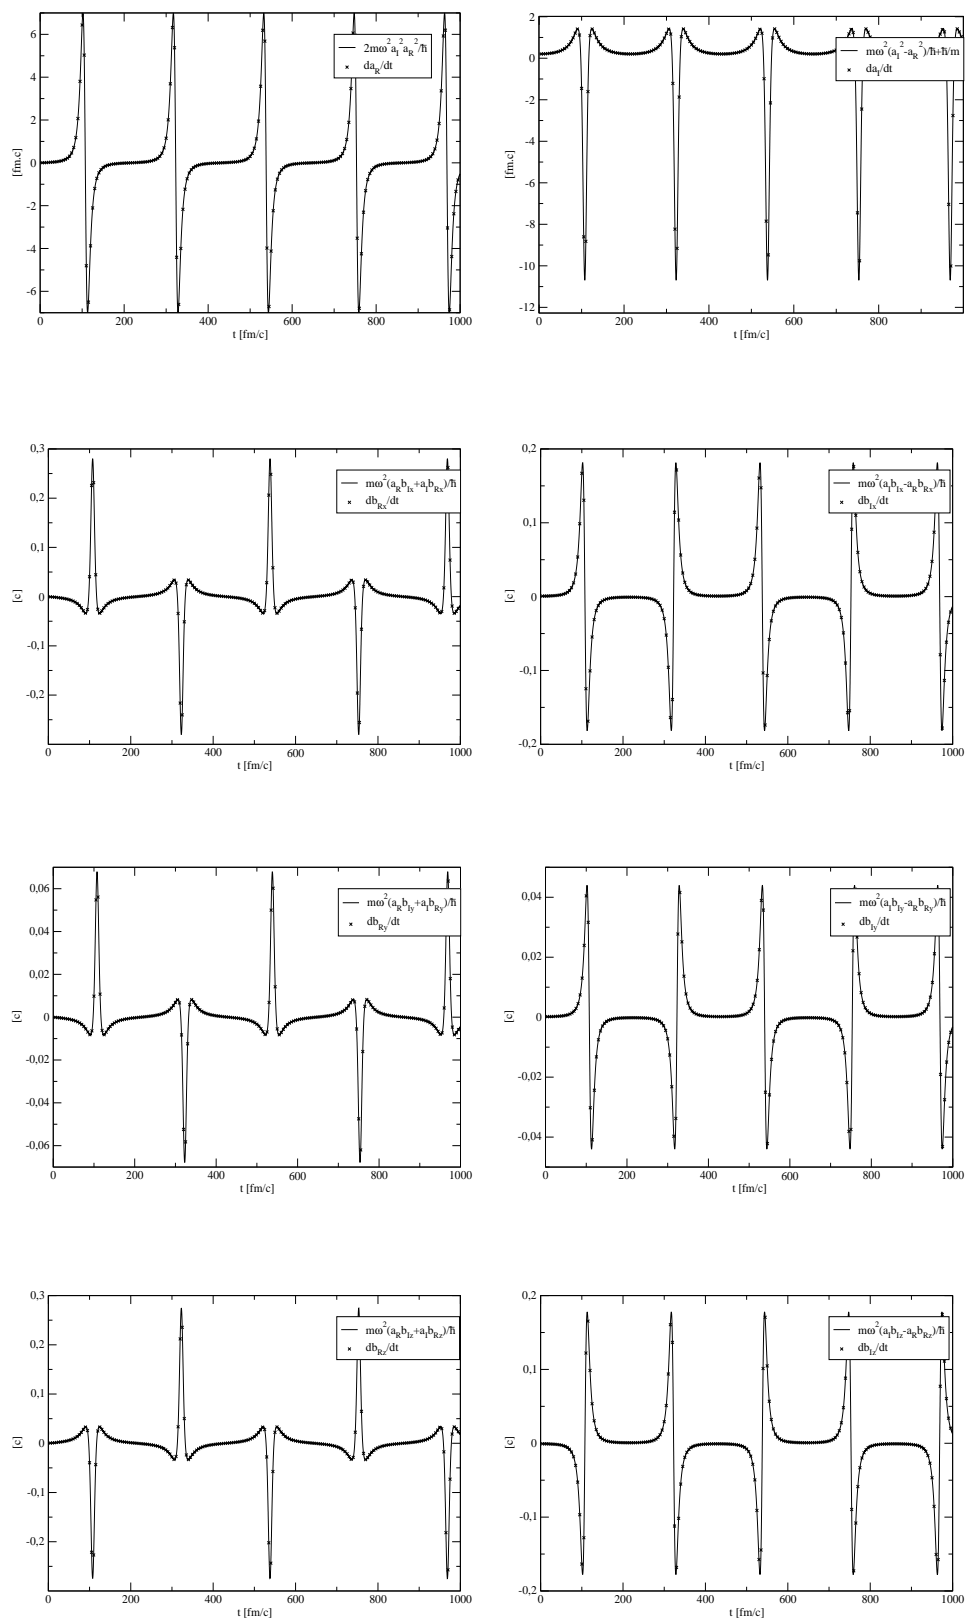 2mω²a_I²a_R²/ħ
da_R/dt
6
4
2
0
-2
-4
-6
[fm.c]
0 200 400 600 800 1000
t [fm/c]
mω²(a_I²-a_R²)/ħ+ħ/m
da_I/dt
2
0
-2
-4
-6
-8
-10
-12
[fm.c]
0 200 400 600 800
t [fm/c]
mω²(a_Rb_Ix+a_Ib_Rx)/ħ
db_Rx/dt
0,3
0,2
0,1
0
-0,1
-0,2
[c]
0 200 400 600 800 1000
t [fm/c]
mω²(a_Ib_Ix-a_Rb_Rx)/ħ
db_Ix/dt
0,2
0,1
0
-0,1
-0,2
[c]
0 200 400 600 800 1000
t [fm/c]
mω²(a_Rb_Iy+a_Ib_Ry)/ħ
db_Ry/dt
0,06
0,04
0,02
0
-0,02
-0,04
-0,06
[c]
0 200 400 600 800 1000
t [fm/c]
mω²(a_Ib_Iy-a_Rb_Ry)/ħ
db_Iy/dt
0,04
0,02
0
-0,02
-0,04
[c]
0 200 400 600 800 1000
t [fm/c]
mω²(a_Rb_Iz+a_Ib_Rz)/ħ
db_Rz/dt
0,3
0,2
0,1
0
-0,1
-0,2
[c]
0 200 400 600 800 1000
t [fm/c]
mω²(a_Ib_Iz-a_Rb_Rz)/ħ
db_Iz/dt
0,2
0,1
0
-0,1
-0,2
[c]
0 200 400 600 800 1000
t [fm/c]